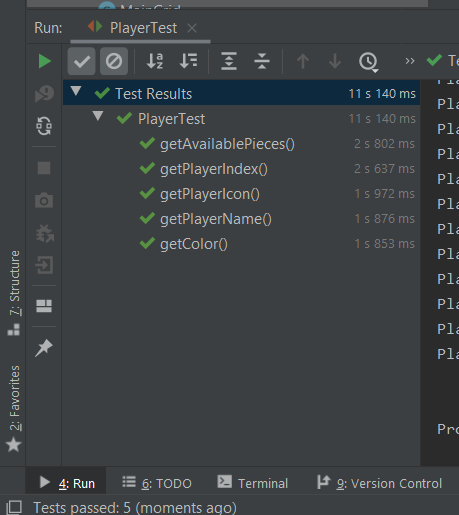 MainGrid
Run: PlayerTest
Test Results 11 s 140 ms
PlayerTest 11 s 140 ms
getAvailablePieces() 2 s 802 ms
getPlayerIndex() 2 s 637 ms
getPlayerIcon() 1 s 972 ms
getPlayerName() 1 s 876 ms
getColor() 1 s 853 ms
Te
Pla
Pla
Pla
Pla
Pla
Pla
Pla
Pla
Pla
Pla
Pla
Pro
7: Structure
2: Favorites
4: Run 6: TODO Terminal 9: Version Control
Tests passed: 5 (moments ago)